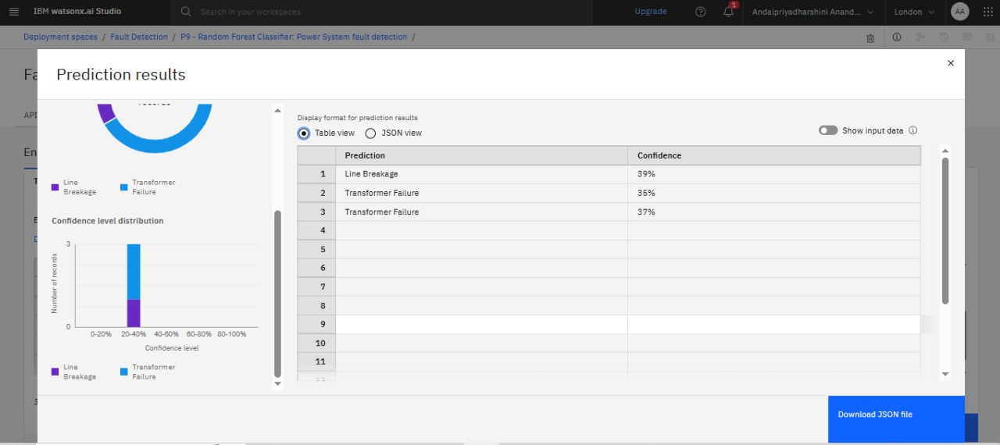 IBM watsonx.ai Studio
Search in your workspaces
Upgrade
1
Andalpriyadharshini Anand...
London
AA
Deployment spaces / Fault Detection / P9 - Random Forest Classifier: Power System fault detection /
Fa
Prediction results
API
En
Display format for prediction results
Table view
JSON view
Show input data
Prediction Confidence
1 Line Breakage 39%
2 Transformer Failure 35%
3 Transformer Failure 37%
4
5
6
7
8
9
10
11
Line
Breakage
Transformer
Failure
Confidence level distribution
Number of records
3
0
0-20% 20-40% 40-60% 60-80% 80-100%
Confidence level
Line
Breakage
Transformer
Failure
Download JSON file